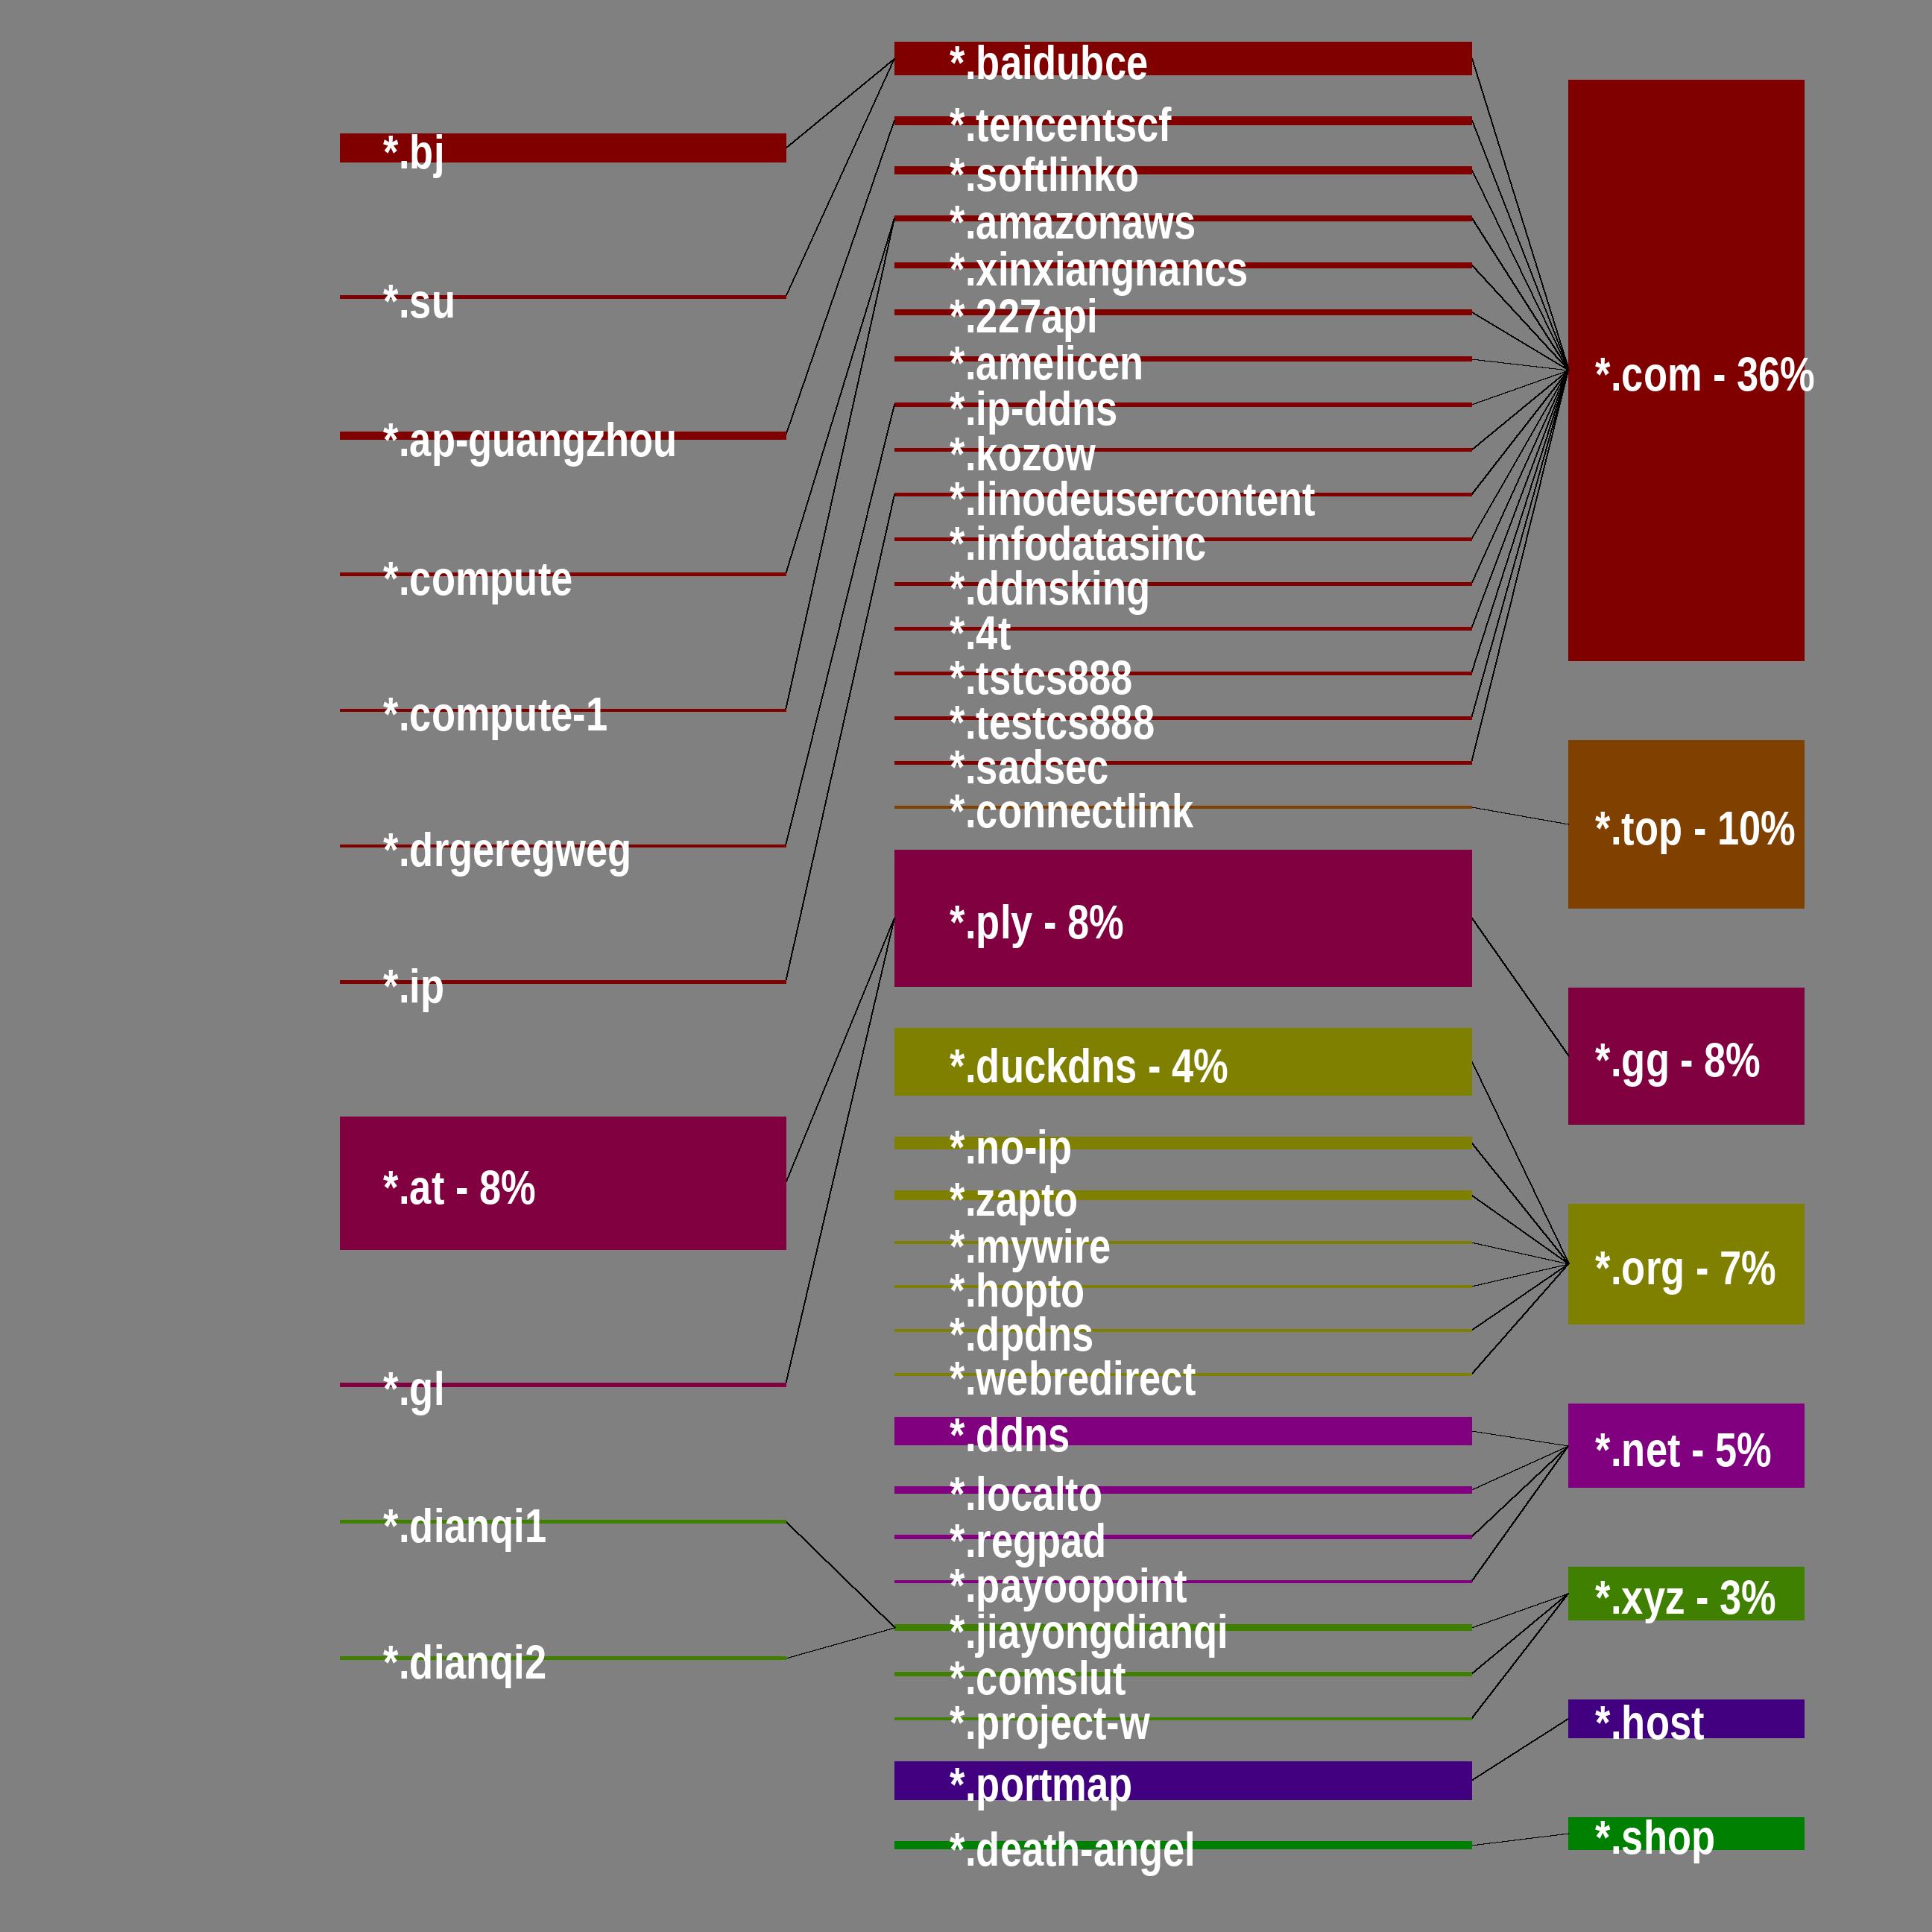 *.bj
*.su
*.ap-guangzhou
*.compute
*.compute-1
*.drgeregweg
*.ip
*.at - 8%
*.gl
*.dianqi1
*.dianqi2
*.baidubce
*.tencentscf
*.softlinko
*.amazonaws
*.xinxiangnancs
*.227api
*.amelicen
*.ip-ddns
*.kozow
*.linodeusercontent
*.infodatasinc
*.ddnsking
*.4t
*.tstcs888
*.testcs888
*.sadsec
*.connectlink
*.ply - 8%
*.duckdns - 4%
*.no-ip
*.zapto
*.mywire
*.hopto
*.dpdns
*.webredirect
*.ddns
*.localto
*.regpad
*.payoopoint
*.jiayongdianqi
*.comslut
*.project-w
*.portmap
*.death-angel
*.com - 36%
*.top - 10%
*.gg - 8%
*.org - 7%
*.net - 5%
*.xyz - 3%
*.host
*.shop